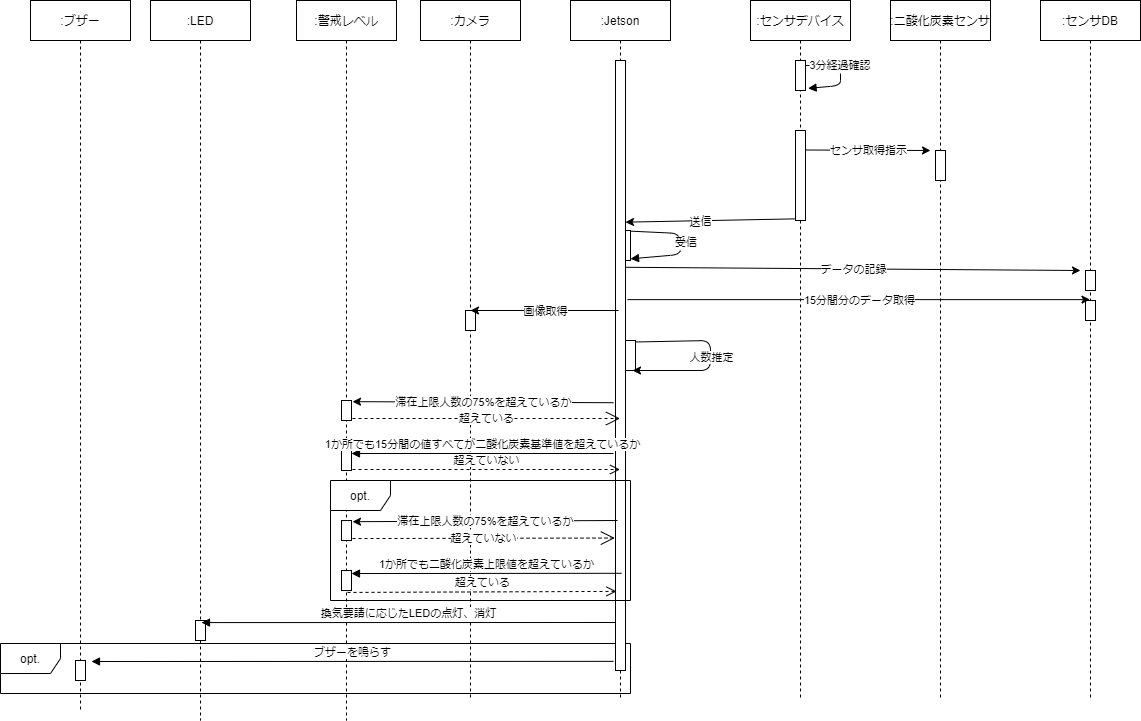 :ブザー
:LED
:警戒レベル
:カメラ
:Jetson
:センサデバイス
:二酸化炭素センサ
:センサDB
3分経過確認
センサ取得指示
送信
受信
データの記録
15分間分のデータ取得
画像取得
人数推定
滞在上限人数の75%を超えているか
超えている
1か所でも15分間の値すべてが二酸化炭素基準値を超えているか
超えていない
opt.
滞在上限人数の75%を超えているか
超えていない
1か所でも二酸化炭素上限値を超えているか
超えている
換気要請に応じたLEDの点灯、消灯
opt.
ブザーを鳴らす